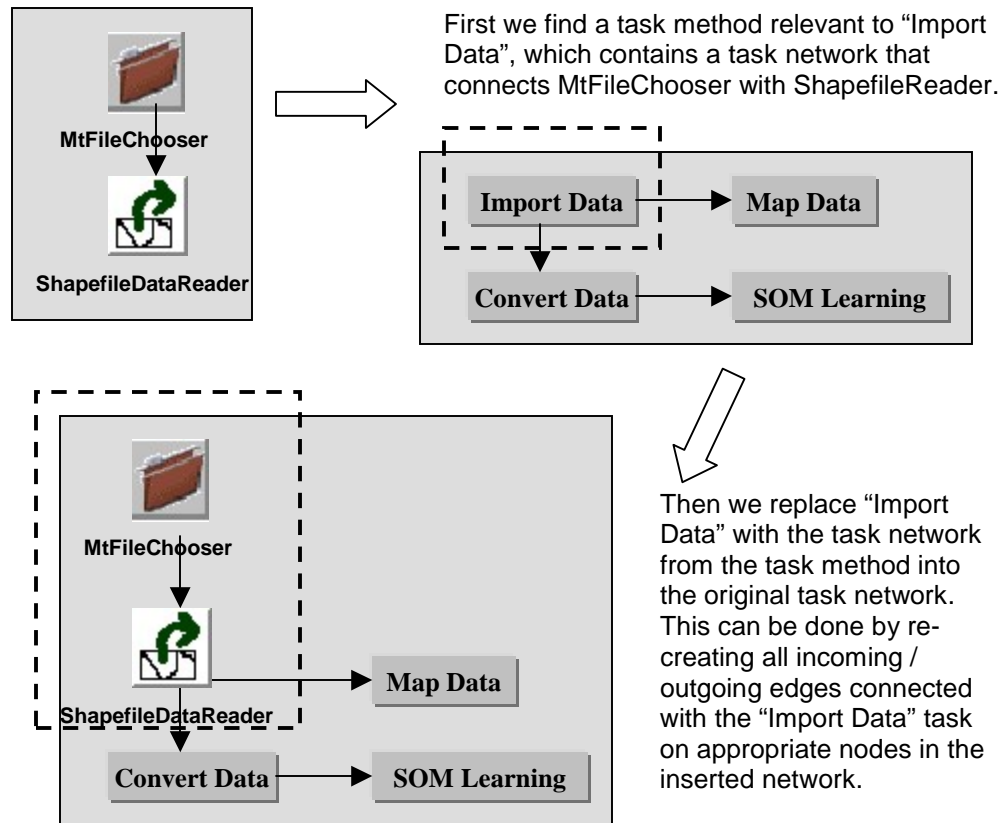 First we find a task method relevant to “Import
Data”, which contains a task network that
connects MtFileChooser with ShapefileReader.
MtFileChooser
ShapefileDataReader
Import Data
Map Data
Convert Data
SOM Learning
MtFileChooser
ShapefileDataReader
Map Data
Convert Data
SOM Learning
Then we replace “Import
Data” with the task network
from the task method into
the original task network.
This can be done by re-
creating all incoming /
outgoing edges connected
with the “Import Data” task
on appropriate nodes in the
inserted network.